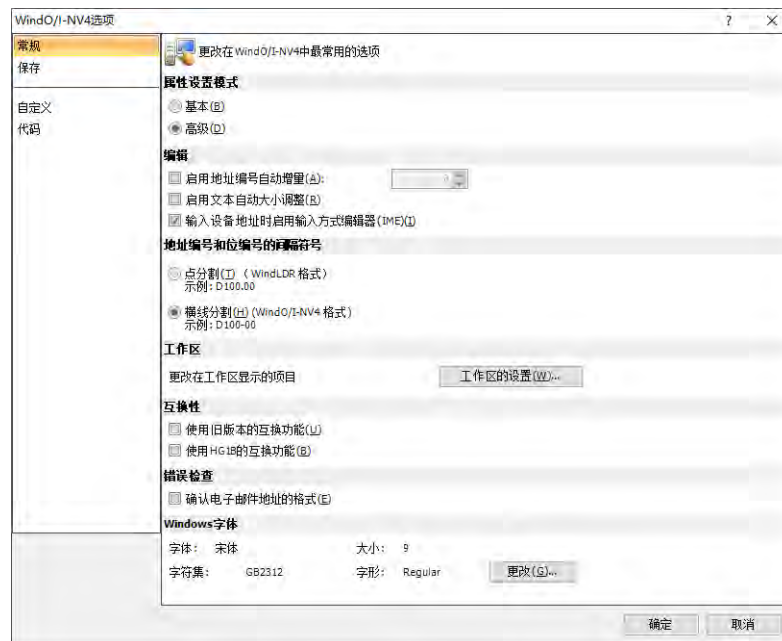 WindO/I-NV4选项
? ×
常规
保存
自定义
代码
更改在WindO/I-NV4中最常用的选项
属性设置模式
基本(B)
高级(D)
编辑
启用地址编号自动增量(A):
启用文本自动大小调整(R)
输入设备地址时启用输入方式编辑器(IME)(I)
地址编号和位编号的间隔符号
点分割(T) (WindLDR 格式)
示例: D100.00
横线分割(H) (WindO/I-NV4 格式)
示例: D100-00
工作区
更改在工作区显示的项目 工作区的设置(W)...
互换性
使用旧版本的互换功能(U)
使用HG1B的互换功能(B)
错误检查
确认电子邮件地址的格式(E)
Windows字体
字体: 宋体 大小: 9
字符集: GB2312 字形: Regular 更改(G)...
确定 取消